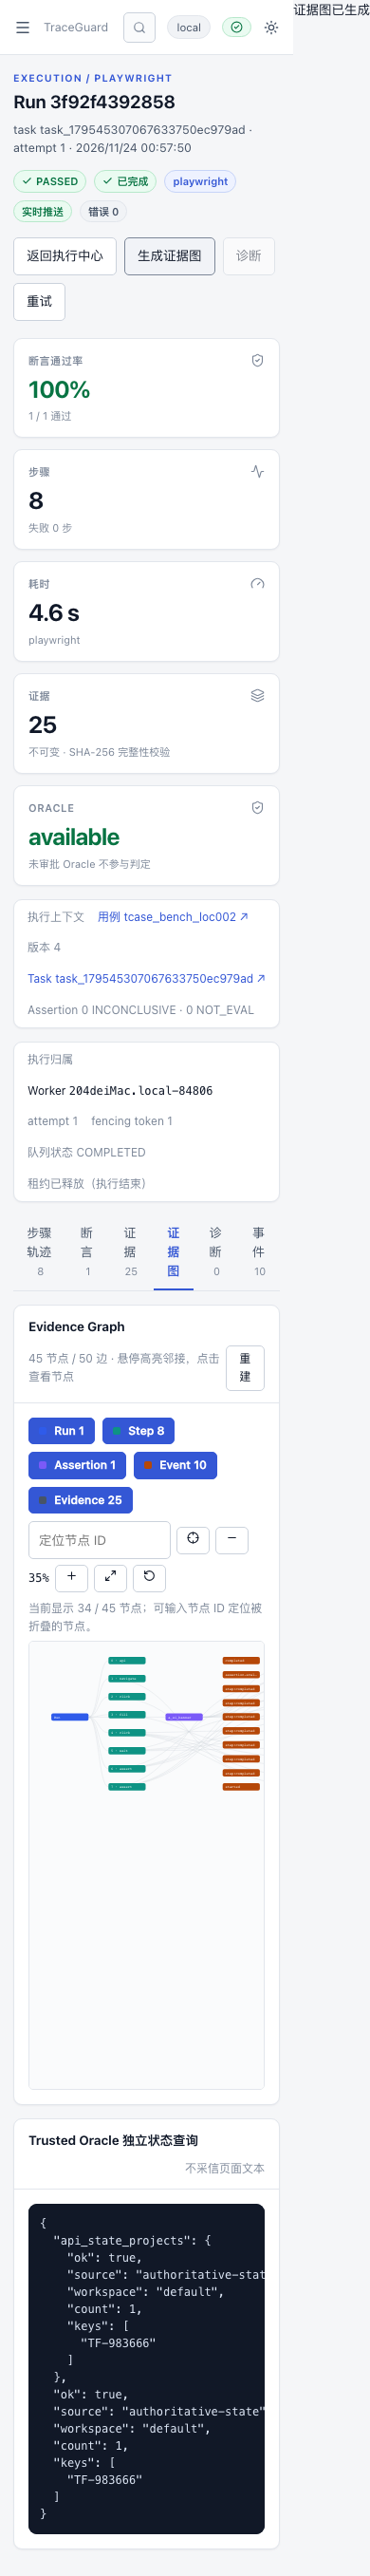 TraceGuard
local
证据图已生成
EXECUTION / PLAYWRIGHT
Run 3f92f4392858
task task_179545307067633750ec979ad ·
attempt 1 · 2026/11/24 00:57:50
PASSED
已完成
playwright
实时推送
错误 0
返回执行中心
生成证据图
诊断
重试
断言通过率
100%
1 / 1 通过
步骤
8
失败 0 步
耗时
4.6 s
playwright
证据
25
不可变 · SHA-256 完整性校验
ORACLE
available
未审批 Oracle 不参与判定
执行上下文 用例 tcase_bench_loc002 ↗
版本 4
Task task_179545307067633750ec979ad ↗
Assertion 0 INCONCLUSIVE · 0 NOT_EVAL
执行归属
Worker 204deiMac.local-84806
attempt 1 fencing token 1
队列状态 COMPLETED
租约已释放（执行结束）
步骤轨迹 8
断言 1
证据 25
证据图
诊断 0
事件 10
Evidence Graph
45 节点 / 50 边 · 悬停高亮邻接，点击
查看节点
重建
Run 1
Step 8
Assertion 1
Event 10
Evidence 25
定位节点 ID
35%
当前显示 34 / 45 节点；可输入节点 ID 定位被
折叠的节点。
Trusted Oracle 独立状态查询
不采信页面文本
{
"api_state_projects": {
"ok": true,
"source": "authoritative-stat
"workspace": "default",
"count": 1,
"keys": [
"TF-983666"
]
},
"ok": true,
"source": "authoritative-state"
"workspace": "default",
"count": 1,
"keys": [
"TF-983666"
]
}